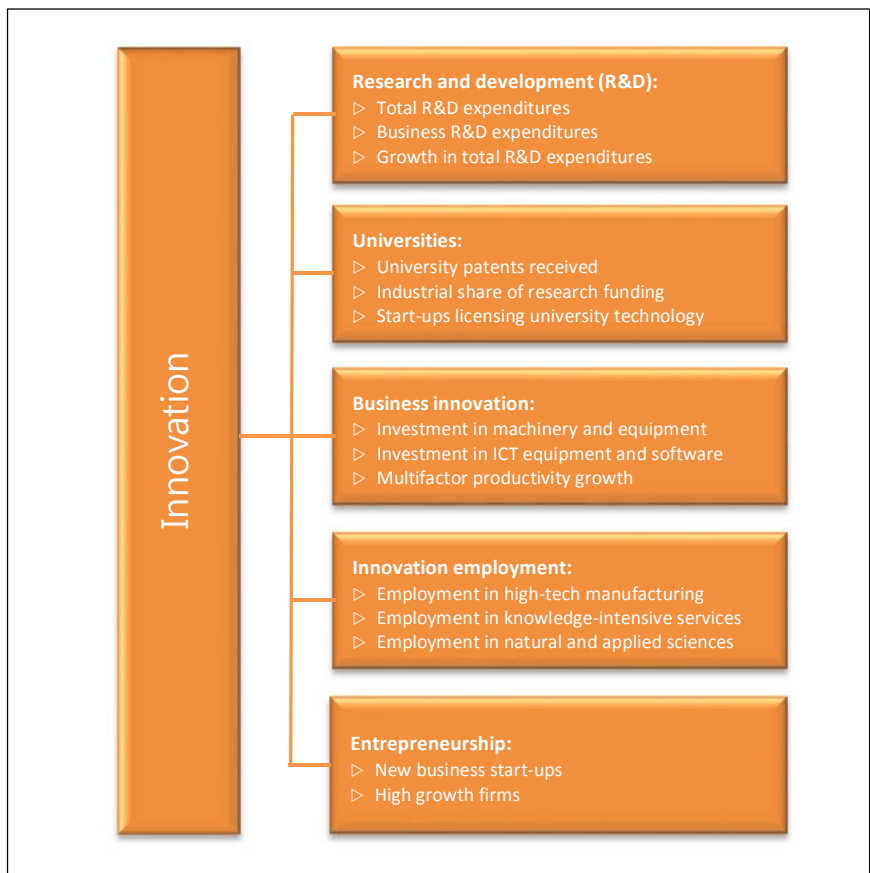 Innovation
Research and development (R&D):
▷ Total R&D expenditures
▷ Business R&D expenditures
▷ Growth in total R&D expenditures
Universities:
▷ University patents received
▷ Industrial share of research funding
▷ Start-ups licensing university technology
Business innovation:
▷ Investment in machinery and equipment
▷ Investment in ICT equipment and software
▷ Multifactor productivity growth
Innovation employment:
▷ Employment in high-tech manufacturing
▷ Employment in knowledge-intensive services
▷ Employment in natural and applied sciences
Entrepreneurship:
▷ New business start-ups
▷ High growth firms